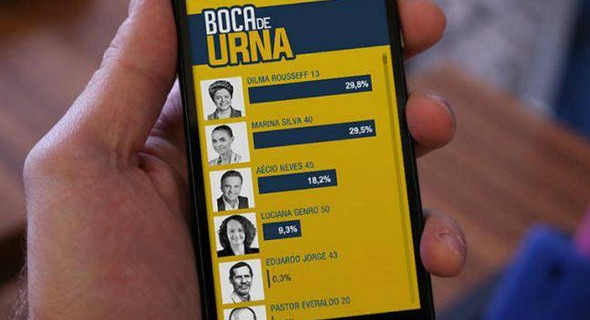 BOCA DE
URNA
DILMA ROUSSEFF 13
29,8%
MARINA SILVA 40
29,5%
AÉCIO NEVES 45
18,2%
LUCIANA GENRO 50
9,3%
EDUARDO JORGE 43
0,3%
PASTOR EVERALDO 20